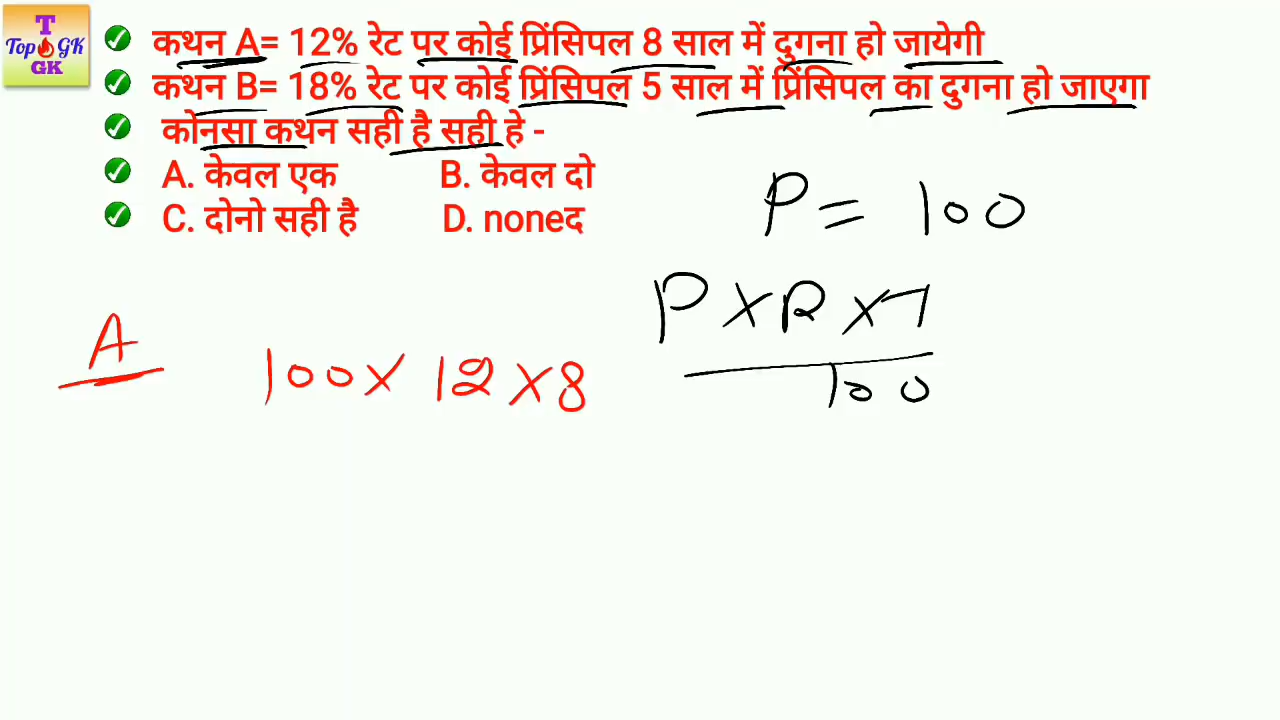 T
Top GK
GK
कथन A= 12% रेट पर कोई प्रिंसिपल 8 साल में दुगना हो जायेगी
कथन B= 18% रेट पर कोई प्रिंसिपल 5 साल में प्रिंसिपल का दुगना हो जाएगा
कोनसा कथन सही है सही हे -
A. केवल एक B. केवल दो
C. दोनो सही है D. noneद
P = 100
P × R × T
100
A 100 × 12 × 8